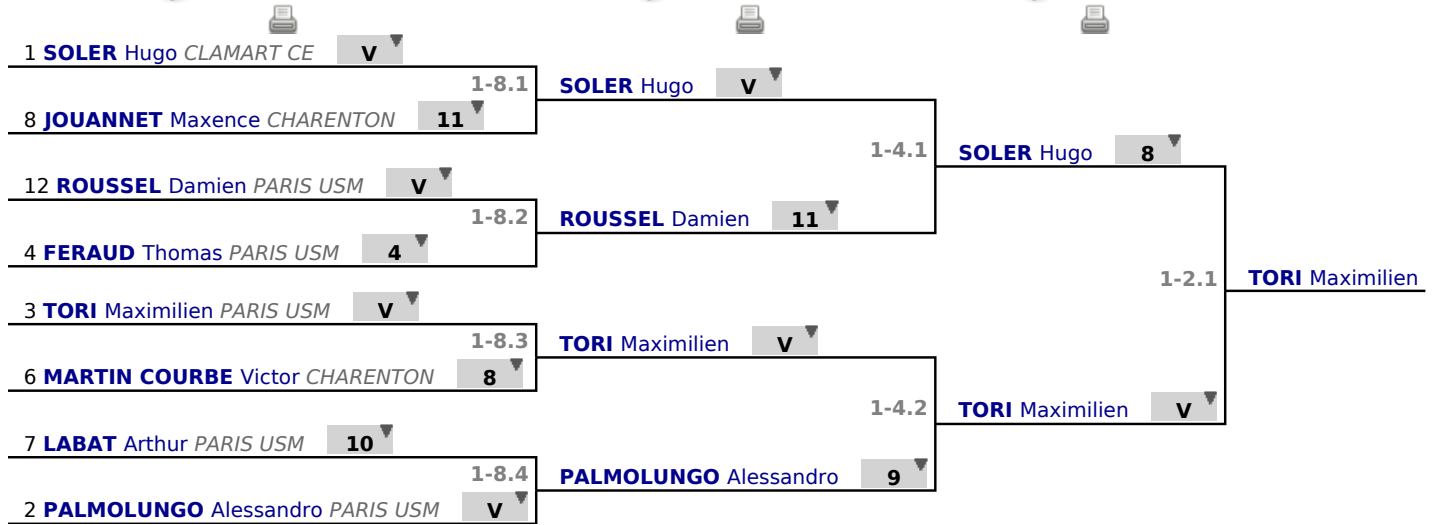 1 SOLER Hugo CLAMART CE V
1-8.1
8 JOUANNET Maxence CHARENTON 11
12 ROUSSEL Damien PARIS USM V
1-8.2
4 FERAUD Thomas PARIS USM 4
3 TORI Maximilien PARIS USM V
1-8.3
6 MARTIN COURBE Victor CHARENTON 8
7 LABAT Arthur PARIS USM 10
1-8.4
2 PALMOLUNGO Alessandro PARIS USM V
SOLER Hugo V
1-4.1
ROUSSEL Damien 11
TORI Maximilien V
1-4.2
PALMOLUNGO Alessandro 9
SOLER Hugo 8
1-2.1
TORI Maximilien V
TORI Maximilien